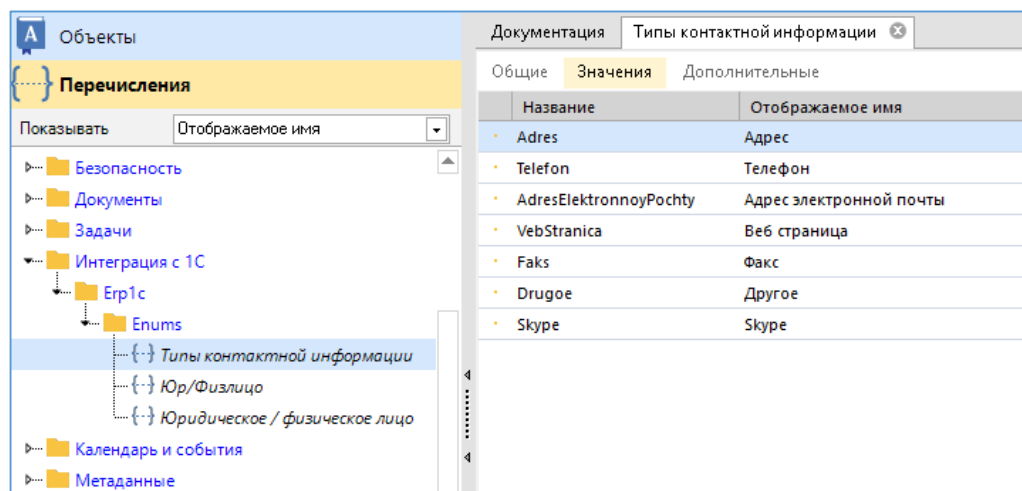 A Объекты
Перечисления
Показывать Отображаемое имя
Безопасность
Документы
Задачи
Интеграция с 1С
Erp1c
Enums
Типы контактной информации
Юр/Физлицо
Юридическое / физическое лицо
Календарь и события
Метаданные
Документация Типы контактной информации
Общие Значения Дополнительные
Название Отображаемое имя
Adres Адрес
Telefon Телефон
AdresElektronnoyPochty Адрес электронной почты
VebStranica Веб страница
Faks Факс
Drugoe Другое
Skype Skype